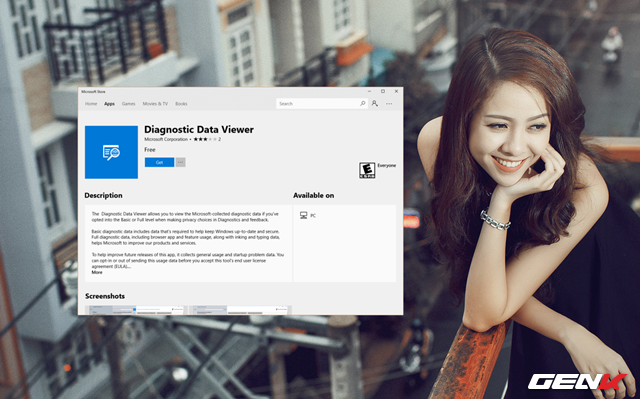 Microsoft Store
Home Apps Games Movies & TV Books
Search
Diagnostic Data Viewer
Microsoft Corporation • ★★★☆☆ 2
Free
Get
E
Everyone
Description
Available on
The Diagnostic Data Viewer allows you to view the Microsoft-collected diagnostic data if you've
opted into the Basic or Full level when making privacy choices in Diagnostics and feedback.
PC
Basic diagnostic data includes data that's required to help keep Windows up-to-date and secure.
Full diagnostic data, including browser app and feature usage, along with inking and typing data,
helps Microsoft to improve our products and services.
To help improve future releases of this app, it collects general usage and startup problem data. You
can opt-in or out of sending this usage data before you accept this tool's end user license
agreement (EULA)...
More
Screenshots
GENK